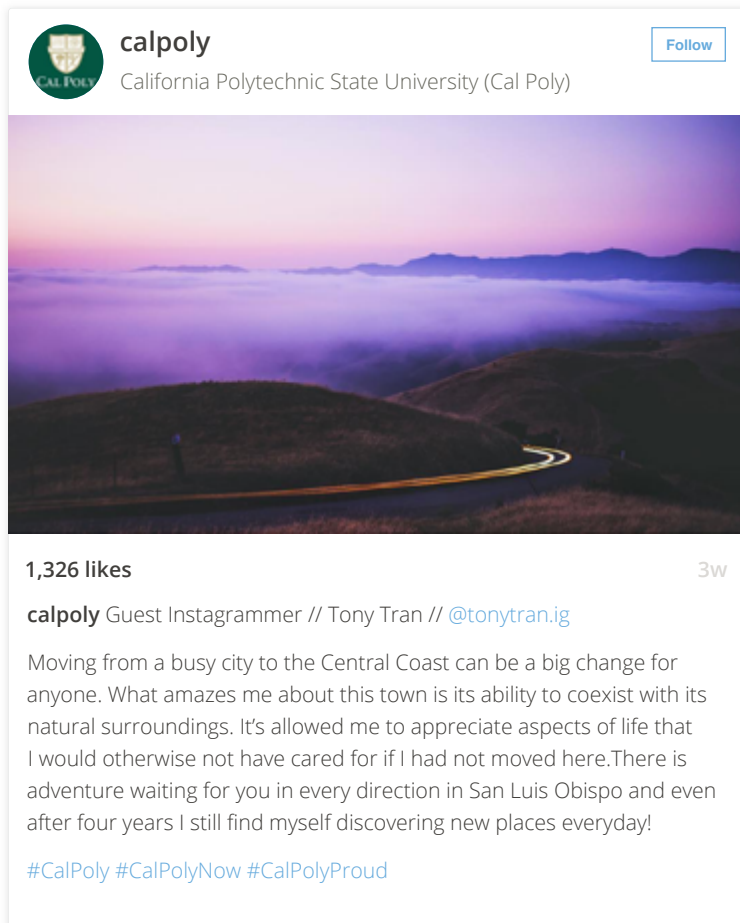 CAL POLY
calpoly
Follow
California Polytechnic State University (Cal Poly)
1,326 likes
3w
calpoly Guest Instagrammer // Tony Tran // @tonytran.ig
Moving from a busy city to the Central Coast can be a big change for
anyone. What amazes me about this town is its ability to coexist with its
natural surroundings. It’s allowed me to appreciate aspects of life that
I would otherwise not have cared for if I had not moved here.There is
adventure waiting for you in every direction in San Luis Obispo and even
after four years I still find myself discovering new places everyday!
#CalPoly #CalPolyNow #CalPolyProud